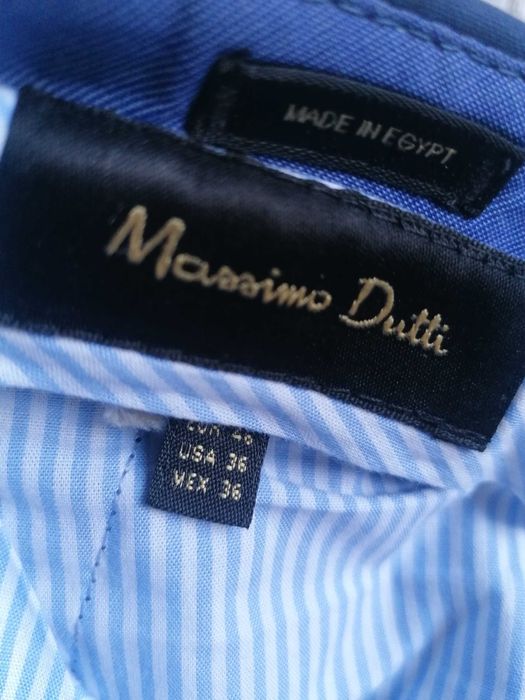 MADE IN EGYPT
Massimo Dutti
USA 36
MEX 36